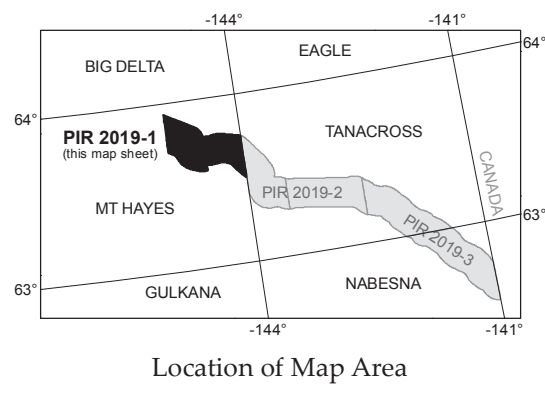 -144°
-141°
EAGLE
64°
BIG DELTA
64°
PIR 2019-1
(this map sheet)
TANACROSS
CANADA
PIR 2019-2
MT HAYES
63°
PIR 2019-3
63°
GULKANA
NABESNA
-144°
-141°
Location of Map Area